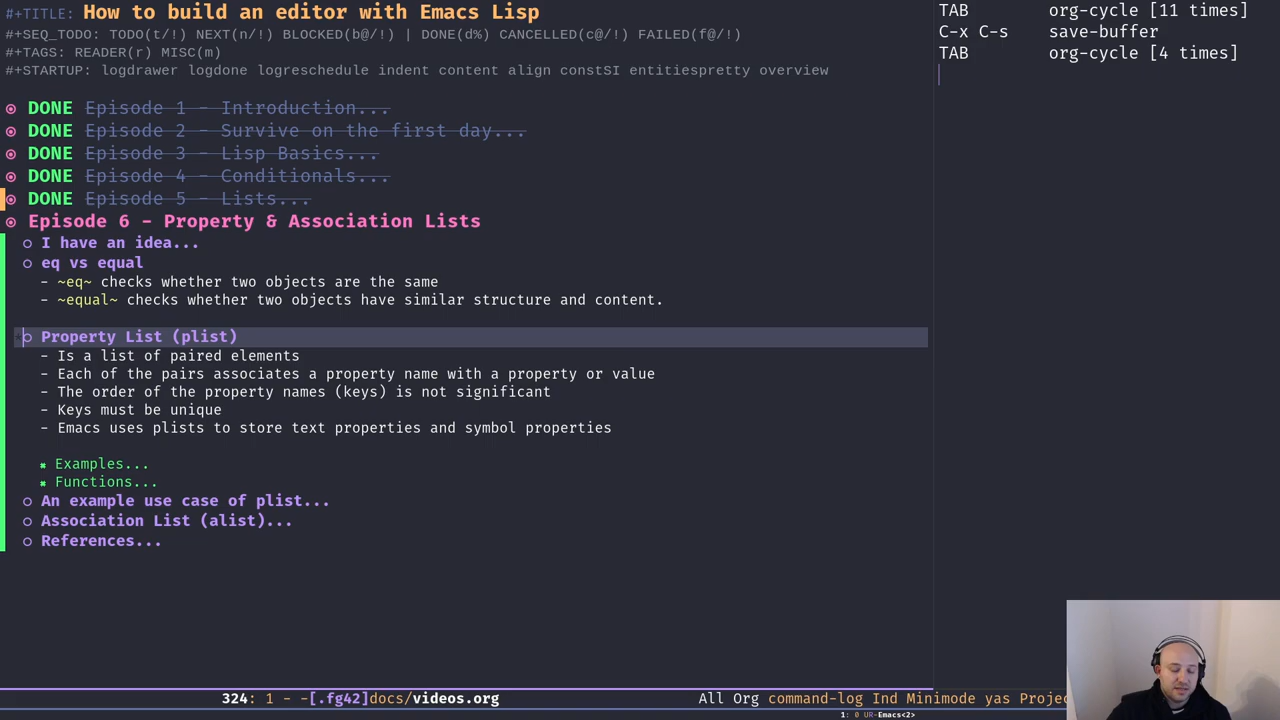 #+TITLE: How to build an editor with Emacs Lisp
#+SEQ_TODO: TODO(t/!) NEXT(n/!) BLOCKED(b@/!) | DONE(d%) CANCELLED(c@/!) FAILED(f@/!)
#+TAGS: READER(r) MISC(m)
#+STARTUP: logdrawer logdone logreschedule indent content align constSI entitiespretty overview
DONE Episode 1 - Introduction...
DONE Episode 2 - Survive on the first day...
DONE Episode 3 - Lisp Basics...
DONE Episode 4 - Conditionals...
DONE Episode 5 - Lists...
Episode 6 - Property & Association Lists
I have an idea...
eq vs equal
- ~eq~ checks whether two objects are the same
- ~equal~ checks whether two objects have similar structure and content.
Property List (plist)
- Is a list of paired elements
- Each of the pairs associates a property name with a property or value
- The order of the property names (keys) is not significant
- Keys must be unique
- Emacs uses plists to store text properties and symbol properties
Examples...
Functions...
An example use case of plist...
Association List (alist)...
References...
TAB org-cycle [11 times]
C-x C-s save-buffer
TAB org-cycle [4 times]
324: 1 - -[.fg42]docs/videos.org All Org command-log Ind Minimode yas Projec
1: 0 UR-Emacs<2>